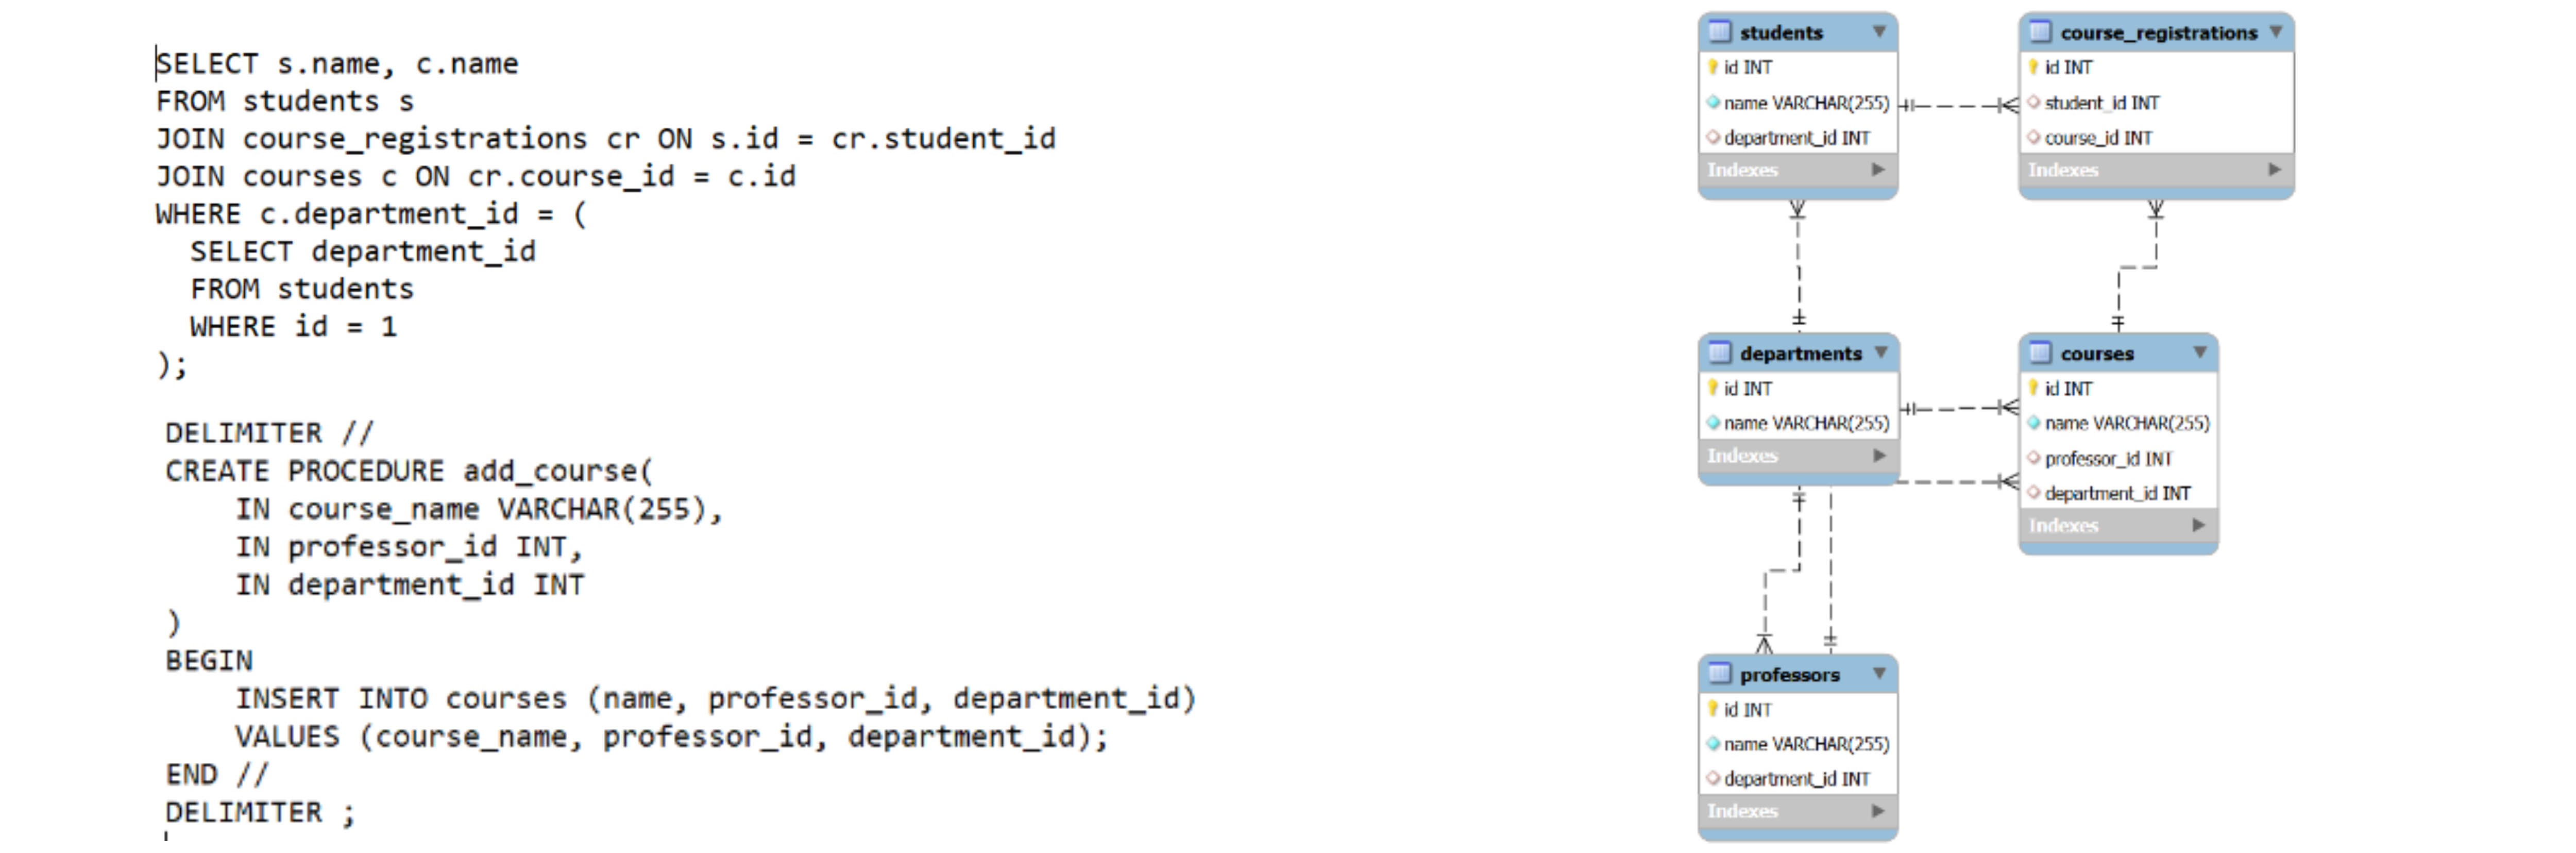 SELECT s.name, c.name
FROM students s
JOIN course_registrations cr ON s.id = cr.student_id
JOIN courses c ON cr.course_id = c.id
WHERE c.department_id = (
  SELECT department_id
  FROM students
  WHERE id = 1
);
DELIMITER //
CREATE PROCEDURE add_course(
    IN course_name VARCHAR(255),
    IN professor_id INT,
    IN department_id INT
)
BEGIN
    INSERT INTO courses (name, professor_id, department_id)
    VALUES (course_name, professor_id, department_id);
END //
DELIMITER ;
students
id INT
name VARCHAR(255)
department_id INT
Indexes
course_registrations
id INT
student_id INT
course_id INT
Indexes
departments
id INT
name VARCHAR(255)
Indexes
courses
id INT
name VARCHAR(255)
professor_id INT
department_id INT
Indexes
professors
id INT
name VARCHAR(255)
department_id INT
Indexes